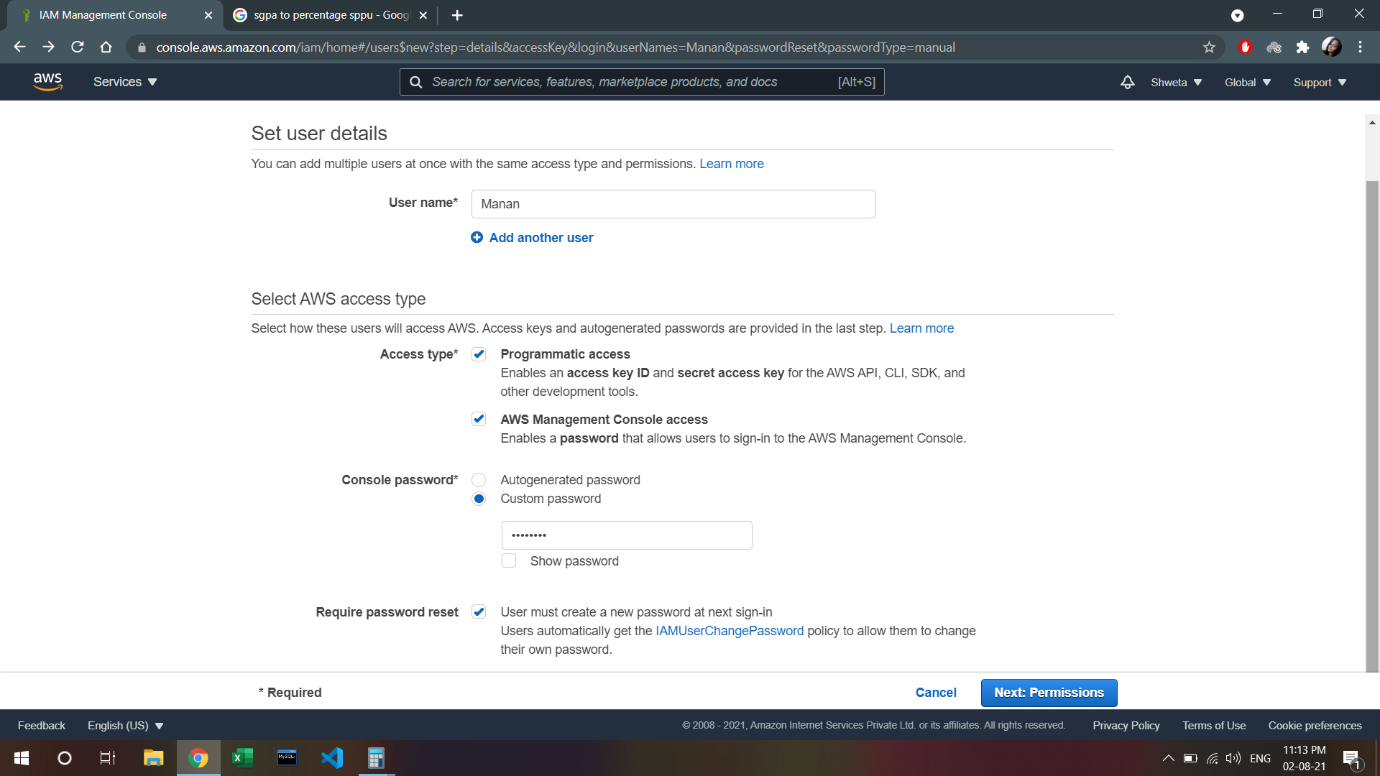 IAM Management Console
sgpa to percentage sppu - Goog
console.aws.amazon.com/iam/home#/users$new?step=details&accessKey&login&userNames=Manan&passwordReset&passwordType=manual
aws
Services
Search for services, features, marketplace products, and docs
[Alt+S]
Shweta
Global
Support
Set user details
You can add multiple users at once with the same access type and permissions. Learn more
User name*
Manan
Add another user
Select AWS access type
Select how these users will access AWS. Access keys and autogenerated passwords are provided in the last step. Learn more
Access type*
Programmatic access
Enables an access key ID and secret access key for the AWS API, CLI, SDK, and
other development tools.
AWS Management Console access
Enables a password that allows users to sign-in to the AWS Management Console.
Console password*
Autogenerated password
Custom password
••••••••
Show password
Require password reset
User must create a new password at next sign-in
Users automatically get the IAMUserChangePassword policy to allow them to change
their own password.
* Required
Cancel
Next: Permissions
Feedback
English (US)
© 2008 - 2021, Amazon Internet Services Private Ltd. or its affiliates. All rights reserved.
Privacy Policy
Terms of Use
Cookie preferences
MySQL
ENG
11:13 PM
02-08-21
1